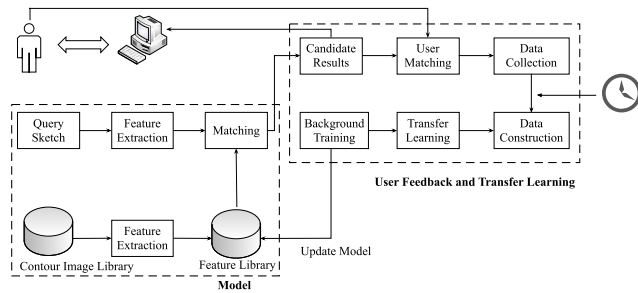 Candidate
Results
User
Matching
Data
Collection
Query
Sketch
Feature
Extraction
Matching
Background
Training
Transfer
Learning
Data
Construction
User Feedback and Transfer Learning
Feature
Extraction
Contour Image Library
Feature Library
Update Model
Model